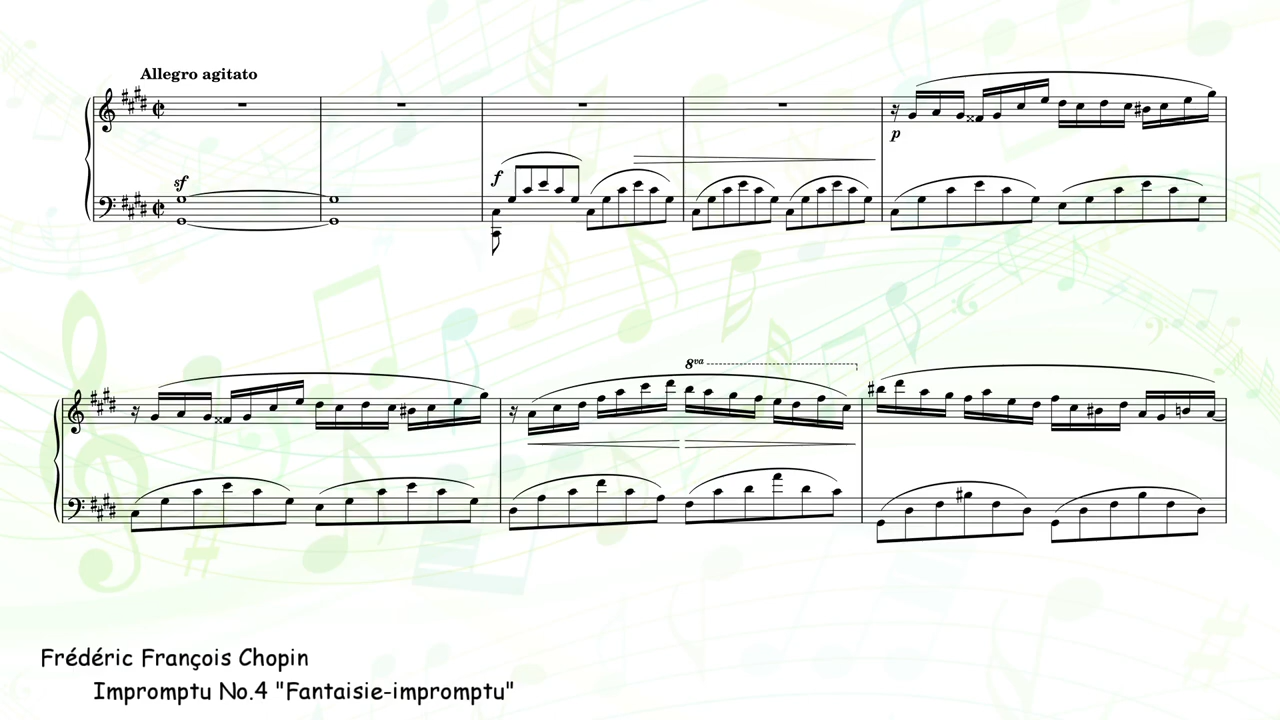 Allegro agitato
sf
f
p
8va
Frédéric François Chopin
Impromptu No.4 "Fantaisie-impromptu"